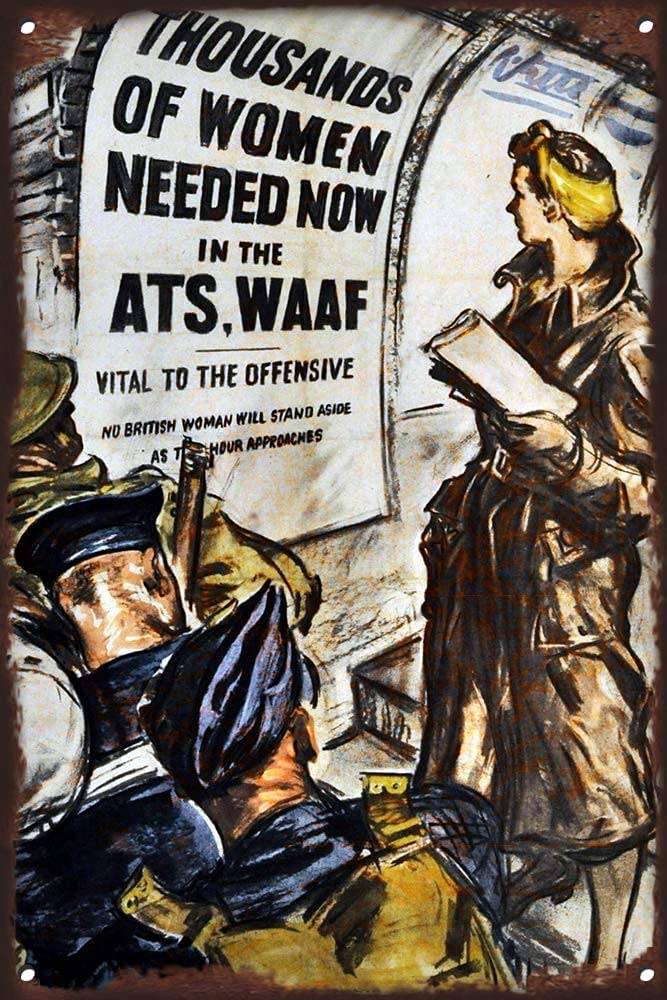 THOUSANDS
OF WOMEN
NEEDED NOW
IN THE
ATS, WAAF
VITAL TO THE OFFENSIVE
NO BRITISH WOMAN WILL STAND ASIDE
AS THE HOUR APPROACHES